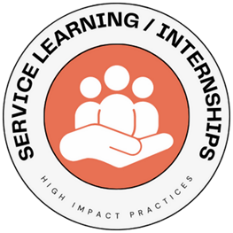 SERVICE LEARNING / INTERNSHIPS
HIGH IMPACT PRACTICES